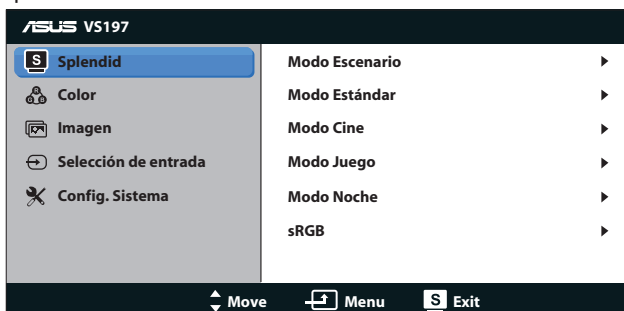 ASUS VS197
S Splendid
Color
Imagen
Selección de entrada
Config. Sistema
Modo Escenario
Modo Estándar
Modo Cine
Modo Juego
Modo Noche
sRGB
Move Menu S Exit